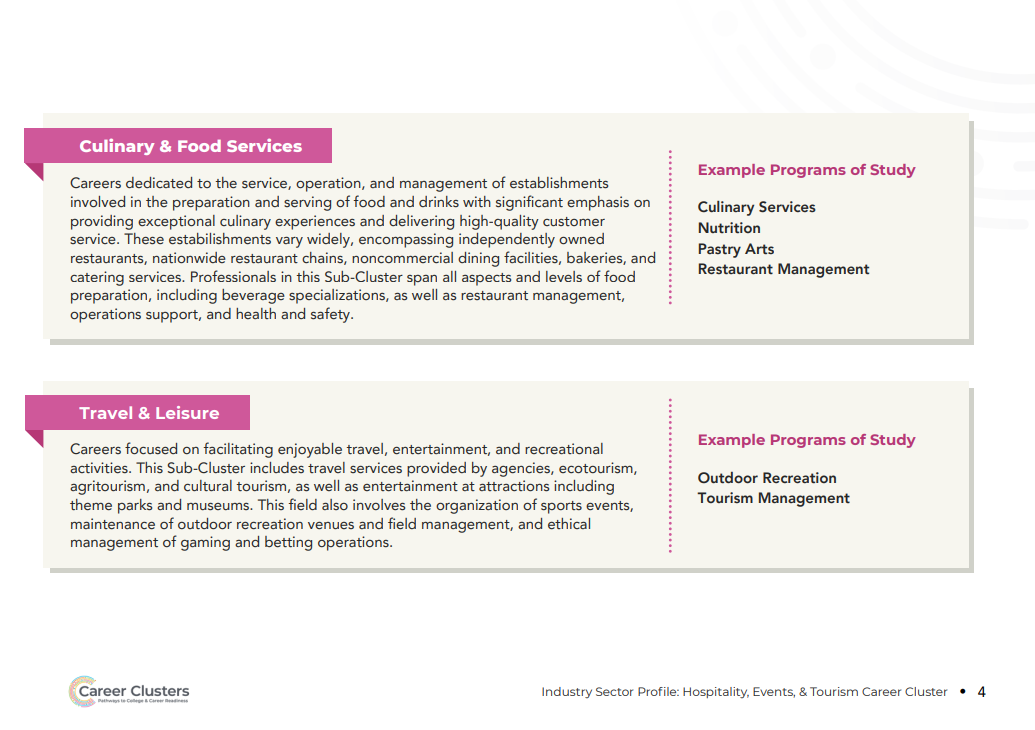 Culinary & Food Services
Careers dedicated to the service, operation, and management of establishments
involved in the preparation and serving of food and drinks with significant emphasis on
providing exceptional culinary experiences and delivering high-quality customer
service. These estabilishments vary widely, encompassing independently owned
restaurants, nationwide restaurant chains, noncommercial dining facilities, bakeries, and
catering services. Professionals in this Sub-Cluster span all aspects and levels of food
preparation, including beverage specializations, as well as restaurant management,
operations support, and health and safety.
Example Programs of Study
Culinary Services
Nutrition
Pastry Arts
Restaurant Management
Travel & Leisure
Careers focused on facilitating enjoyable travel, entertainment, and recreational
activities. This Sub-Cluster includes travel services provided by agencies, ecotourism,
agritourism, and cultural tourism, as well as entertainment at attractions including
theme parks and museums. This field also involves the organization of sports events,
maintenance of outdoor recreation venues and field management, and ethical
management of gaming and betting operations.
Example Programs of Study
Outdoor Recreation
Tourism Management
Career Clusters
Pathways to College & Career Readiness
Industry Sector Profile: Hospitality, Events, & Tourism Career Cluster • 4